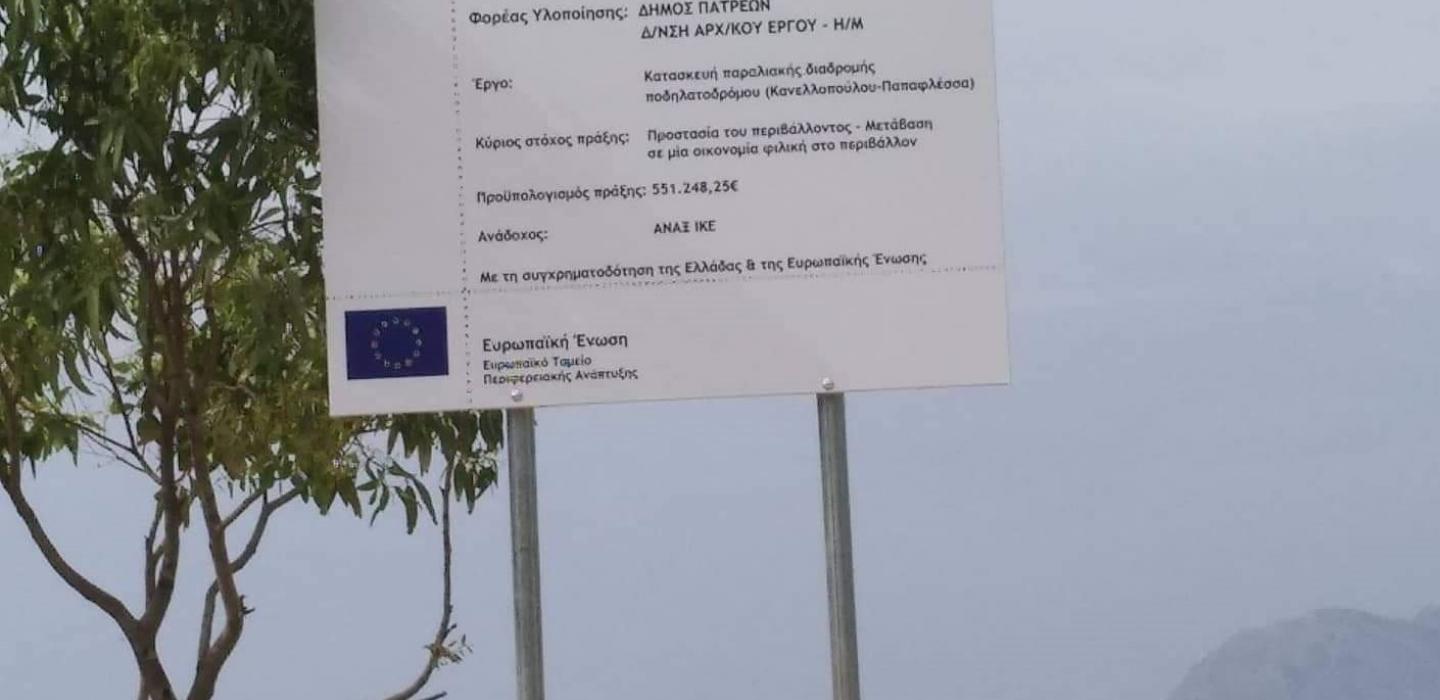 Φορέας Υλοποίησης: ΔΗΜΟΣ ΠΑΤΡΕΩΝ
Δ/ΝΣΗ ΑΡΧ/ΚΟΥ ΕΡΓΟΥ - Η/Μ
Έργο: Κατασκευή παραλιακής διαδρομής
ποδηλατοδρόμου (Κανελλοπούλου-Παπαφλέσσα)
Κύριος στόχος πράξης: Προστασία του περιβάλλοντος - Μετάβαση
σε μία οικονομία φιλική στο περιβάλλον
Προϋπολογισμός πράξης: 551.248,25€
Ανάδοχος: ΑΝΑΞ ΙΚΕ
Με τη συγχρηματοδότηση της Ελλάδας & της Ευρωπαϊκής Ένωσης
Ευρωπαϊκή Ένωση
Ευρωπαϊκό Ταμείο
Περιφερειακής Ανάπτυξης